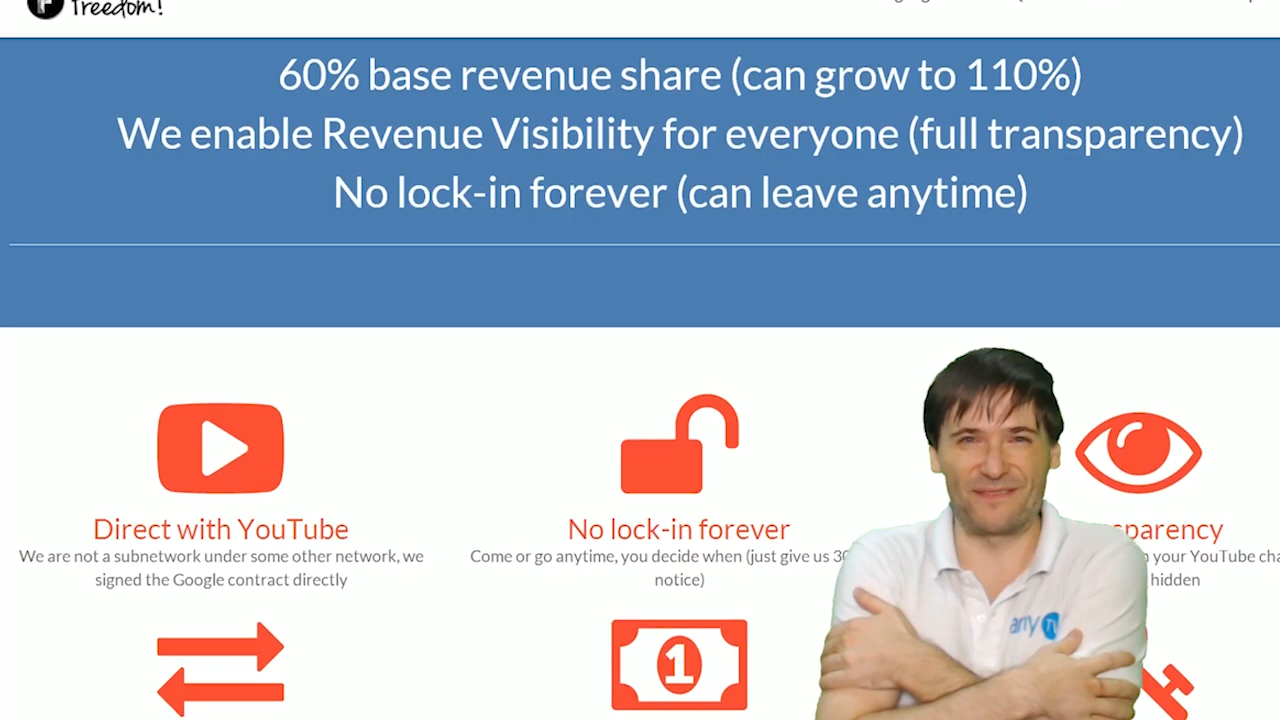 freedom!
60% base revenue share (can grow to 110%)
We enable Revenue Visibility for everyone (full transparency)
No lock-in forever (can leave anytime)
Direct with YouTube
We are not a subnetwork under some other network, we
signed the Google contract directly
No lock-in forever
Come or go anytime, you decide when (just give us 30
notice)
sparency
your YouTube cha
hidden
1
any